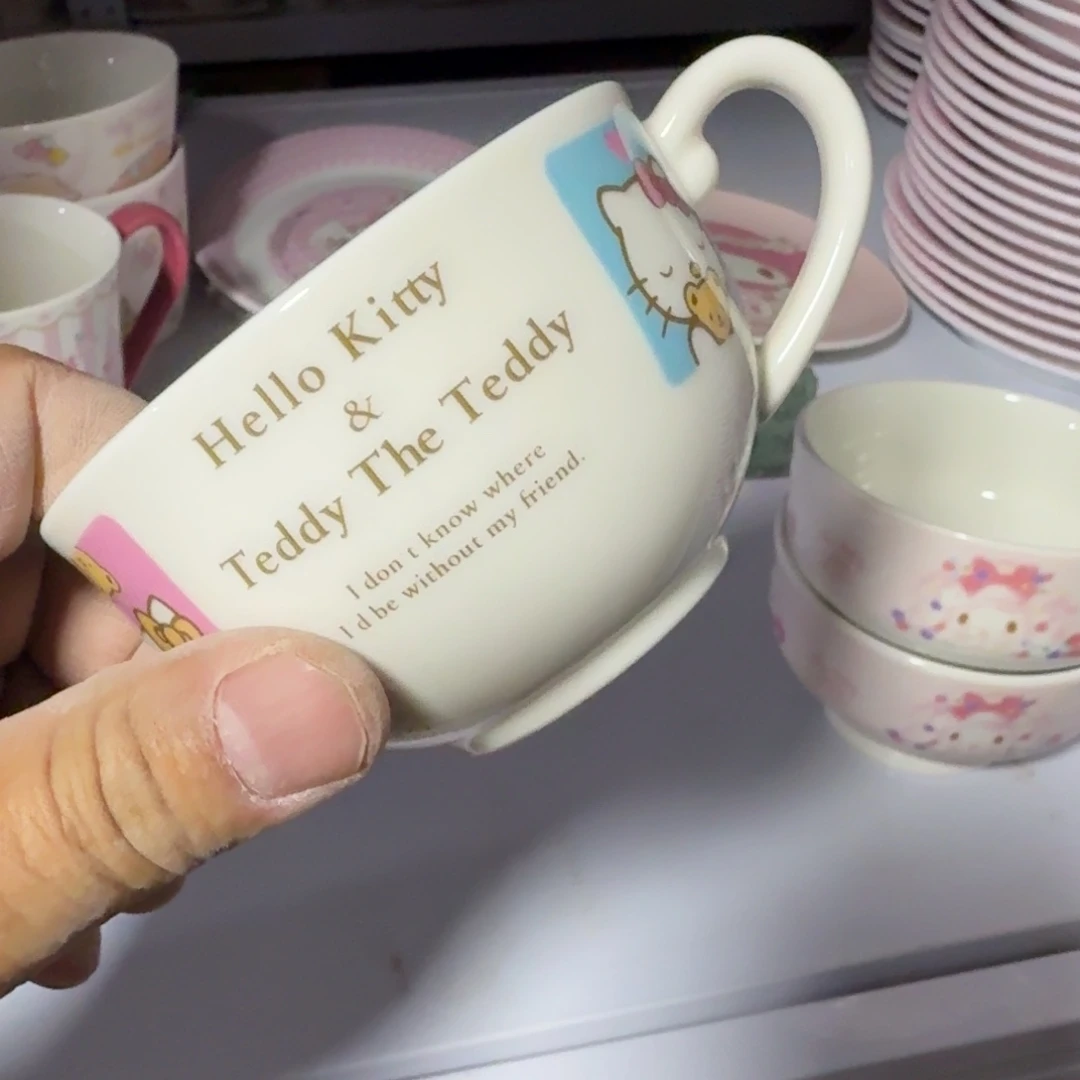 Hello Kitty
&
Teddy The Teddy
I don t know where
I d be without my friend.